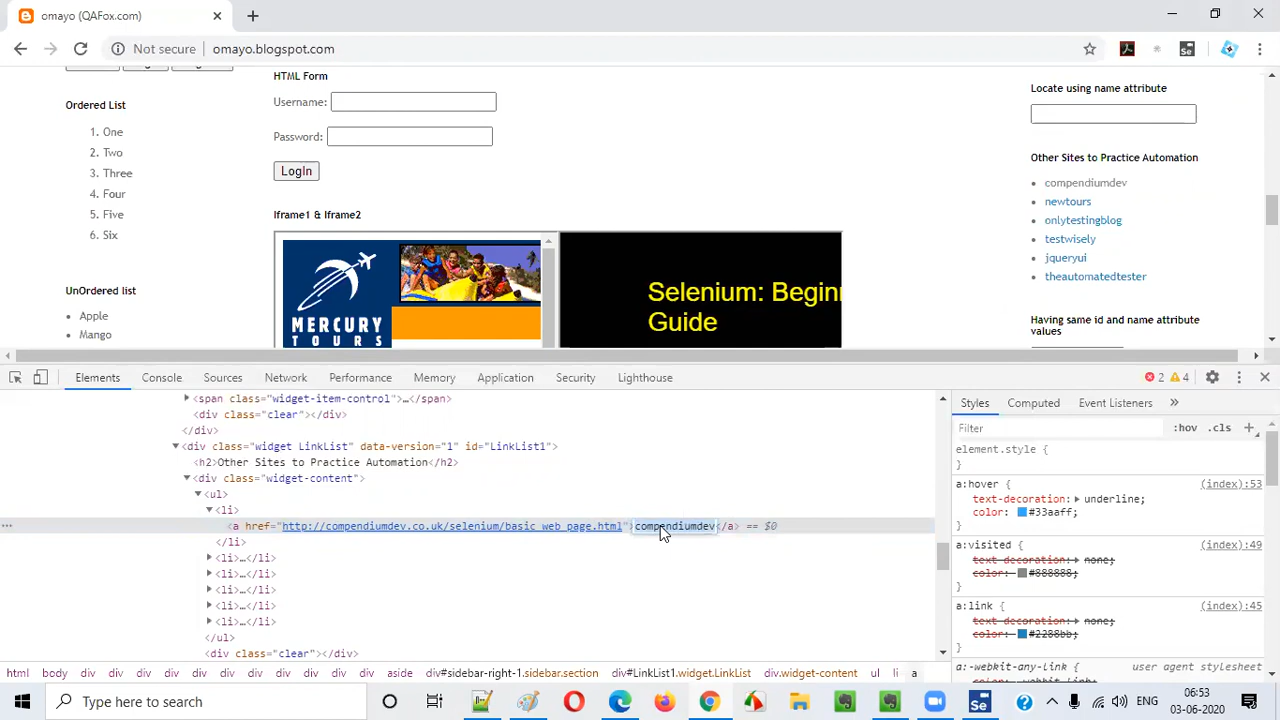 omayo (QAFox.com)
Not secure
omayo.blogspot.com
Ordered List
1. One
2. Two
3. Three
4. Four
5. Five
6. Six
UnOrdered list
Apple
Mango
HTML Form
Username:
Password:
LogIn
Iframe1 & Iframe2
MERCURY
TOURS
Selenium: Begin
Guide
Locate using name attribute
Other Sites to Practice Automation
compendiumdev
newtours
onlytestingblog
testwisely
jqueryui
theautomatedtester
Having same id and name attribute
values
Elements Console Sources Network Performance Memory Application Security Lighthouse 2 4
<span class="widget-item-control">…</span>
<div class="clear"></div>
</div>
<div class="widget LinkList" data-version="1" id="LinkList1">
<h2>Other Sites to Practice Automation</h2>
<div class="widget-content">
<ul>
<li>
<a href="http://compendiumdev.co.uk/selenium/basic_web_page.html">compendiumdev</a> == $0
</li>
<li>…</li>
<li>…</li>
<li>…</li>
<li>…</li>
<li>…</li>
</ul>
<div class="clear"></div>
html body div div div div div div div div aside div#sidebar-right-1.sidebar.section div#LinkList1.widget.LinkList div.widget-content ul li a
Styles Computed Event Listeners »
Filter :hov .cls +
element.style {
}
a:hover { (index):53
text-decoration: underline;
color: #33aaff;
}
a:visited { (index):49
text-decoration: none;
color: #888888;
}
a:link { (index):45
text-decoration: none;
color: #2288bb;
}
a:-webkit-any-link { user agent stylesheet
Type here to search
ENG
06:53
03-06-2020